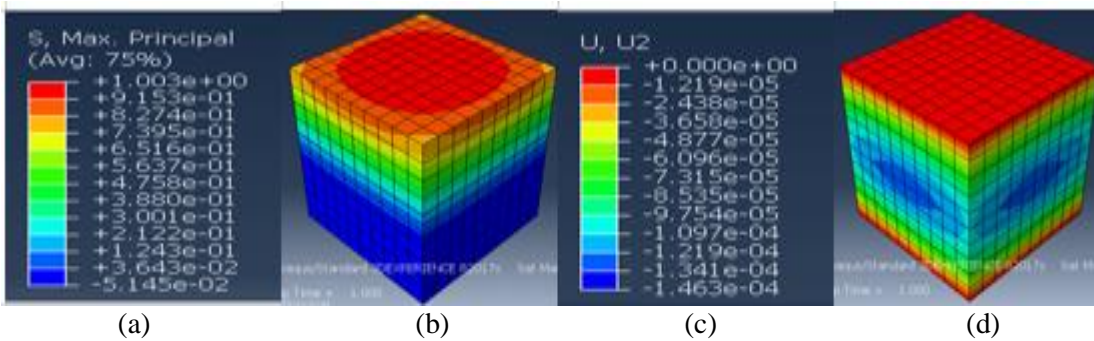 S, Max. Principal
(Avg: 75%)
+1.003e+00
+9.153e-01
+8.274e-01
+7.395e-01
+6.516e-01
+5.637e-01
+4.758e-01
+3.880e-01
+3.001e-01
+2.122e-01
+1.243e-01
+3.643e-02
-5.145e-02
U, U2
+0.000e+00
-1.219e-05
-2.438e-05
-3.658e-05
-4.877e-05
-6.096e-05
-7.315e-05
-8.535e-05
-9.754e-05
-1.097e-04
-1.219e-04
-1.341e-04
-1.463e-04
(a)
(b)
(c)
(d)